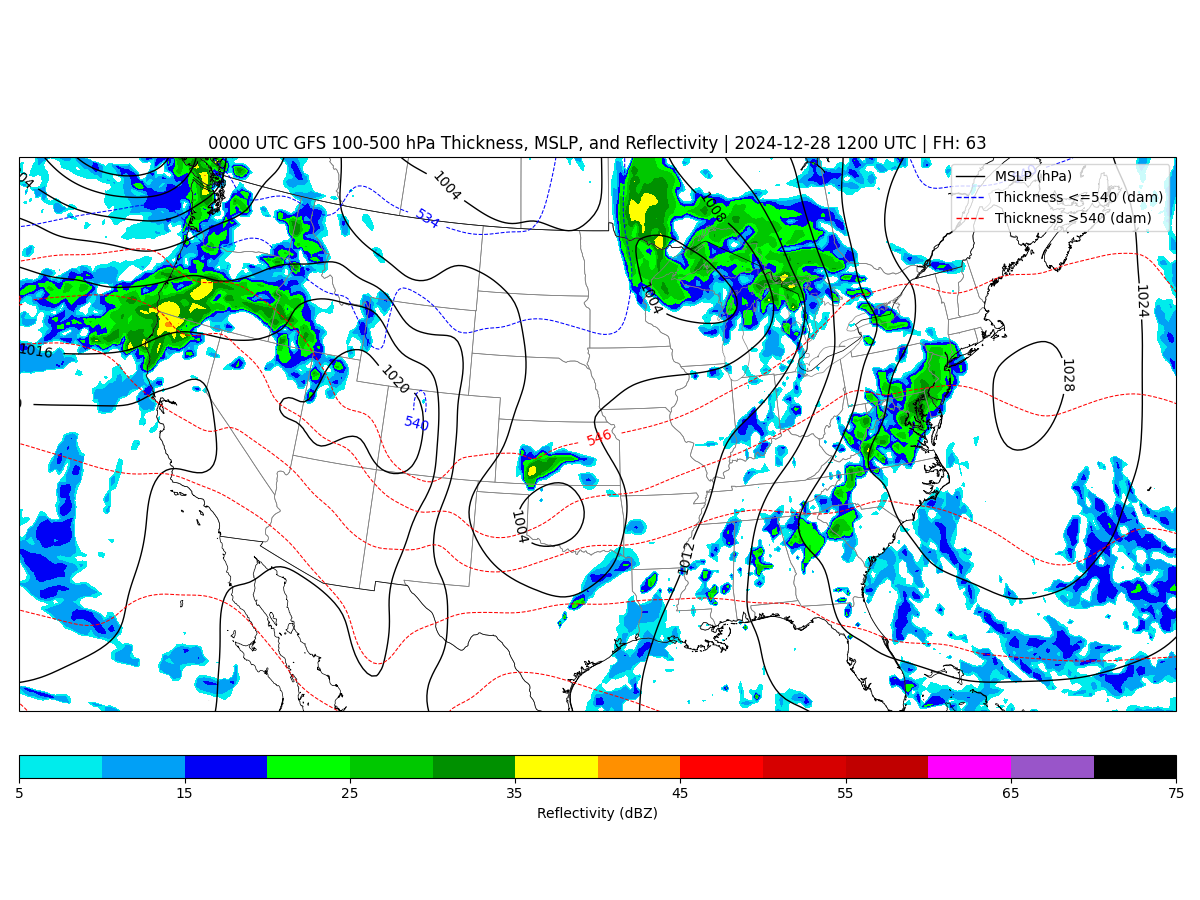 0000 UTC GFS 100-500 hPa Thickness, MSLP, and Reflectivity | 2024-12-28 1200 UTC | FH: 63
MSLP (hPa)
Thickness <=540 (dam)
Thickness >540 (dam)
1004
534
1008
1004
1024
1016
1020
1028
540
546
1004
1012
5 15 25 35 45 55 65 75
Reflectivity (dBZ)